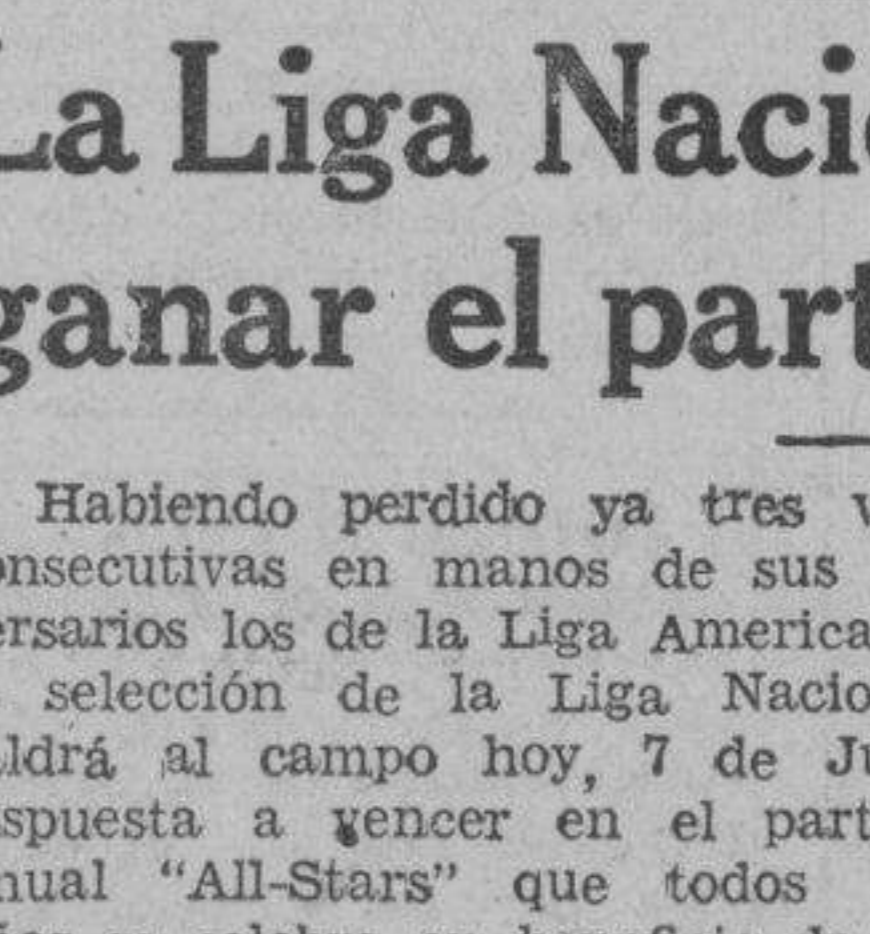 La Liga Nacio
ganar el part
Habiendo perdido ya tres v
onsecutivas en manos de sus
ersarios los de la Liga America
selección de la Liga Nacio
aldrá al campo hoy, 7 de Ju
spuesta a vencer en el part
nual "All-Stars" que todos